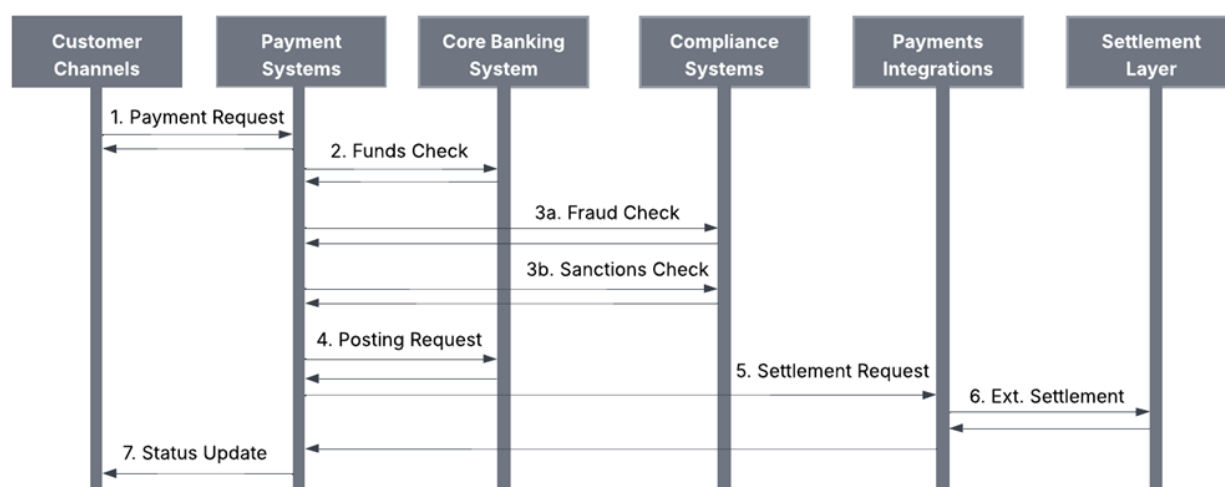 Customer
Channels
Payment
Systems
Core Banking
System
Compliance
Systems
Payments
Integrations
Settlement
Layer
1. Payment Request
2. Funds Check
3a. Fraud Check
3b. Sanctions Check
4. Posting Request
5. Settlement Request
6. Ext. Settlement
7. Status Update